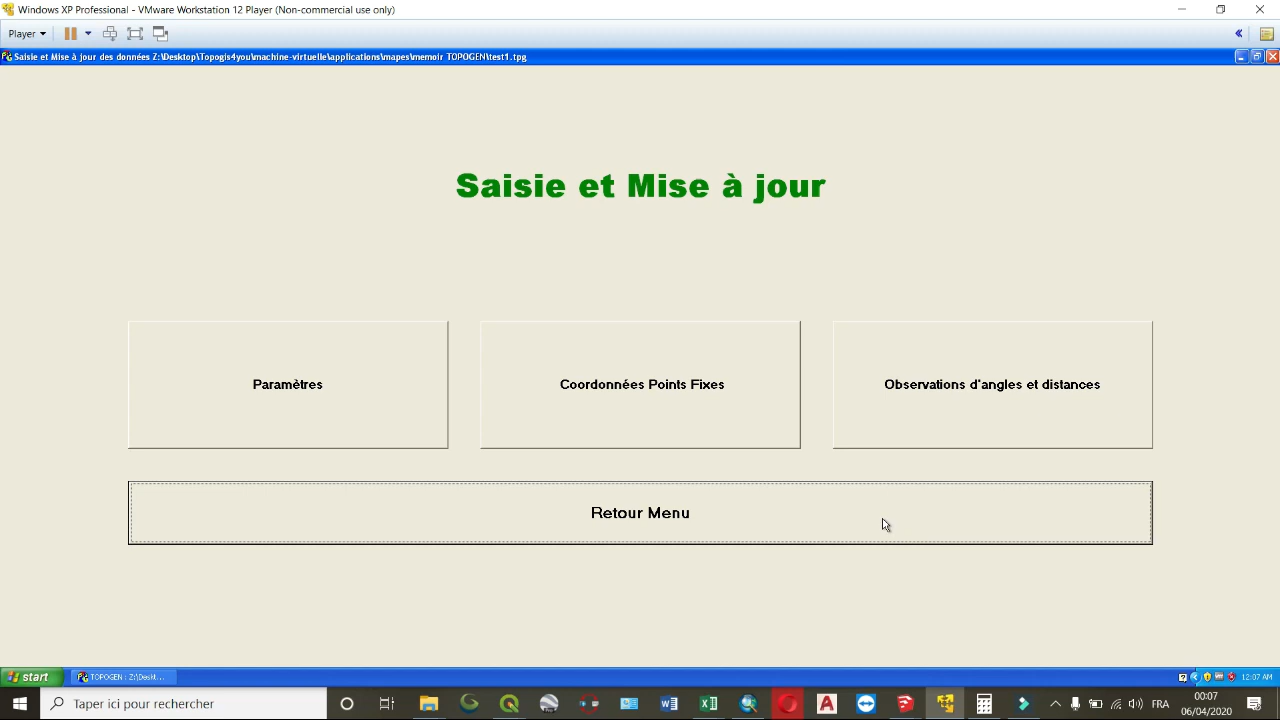 Windows XP Professional - VMware Workstation 12 Player (Non-commercial use only)
Player
Saisie et Mise à jour des données Z:\Desktop\Topogis4you\machine-virtuelle\applications\mapes\memoir TOPOGEN\test1.tpg
Saisie et Mise à jour
Paramètres
Coordonnées Points Fixes
Observations d'angles et distances
Retour Menu
start
TOPOGEN : Z:\Deskt...
12:07 AM
Taper ici pour rechercher
FRA
00:07
06/04/2020